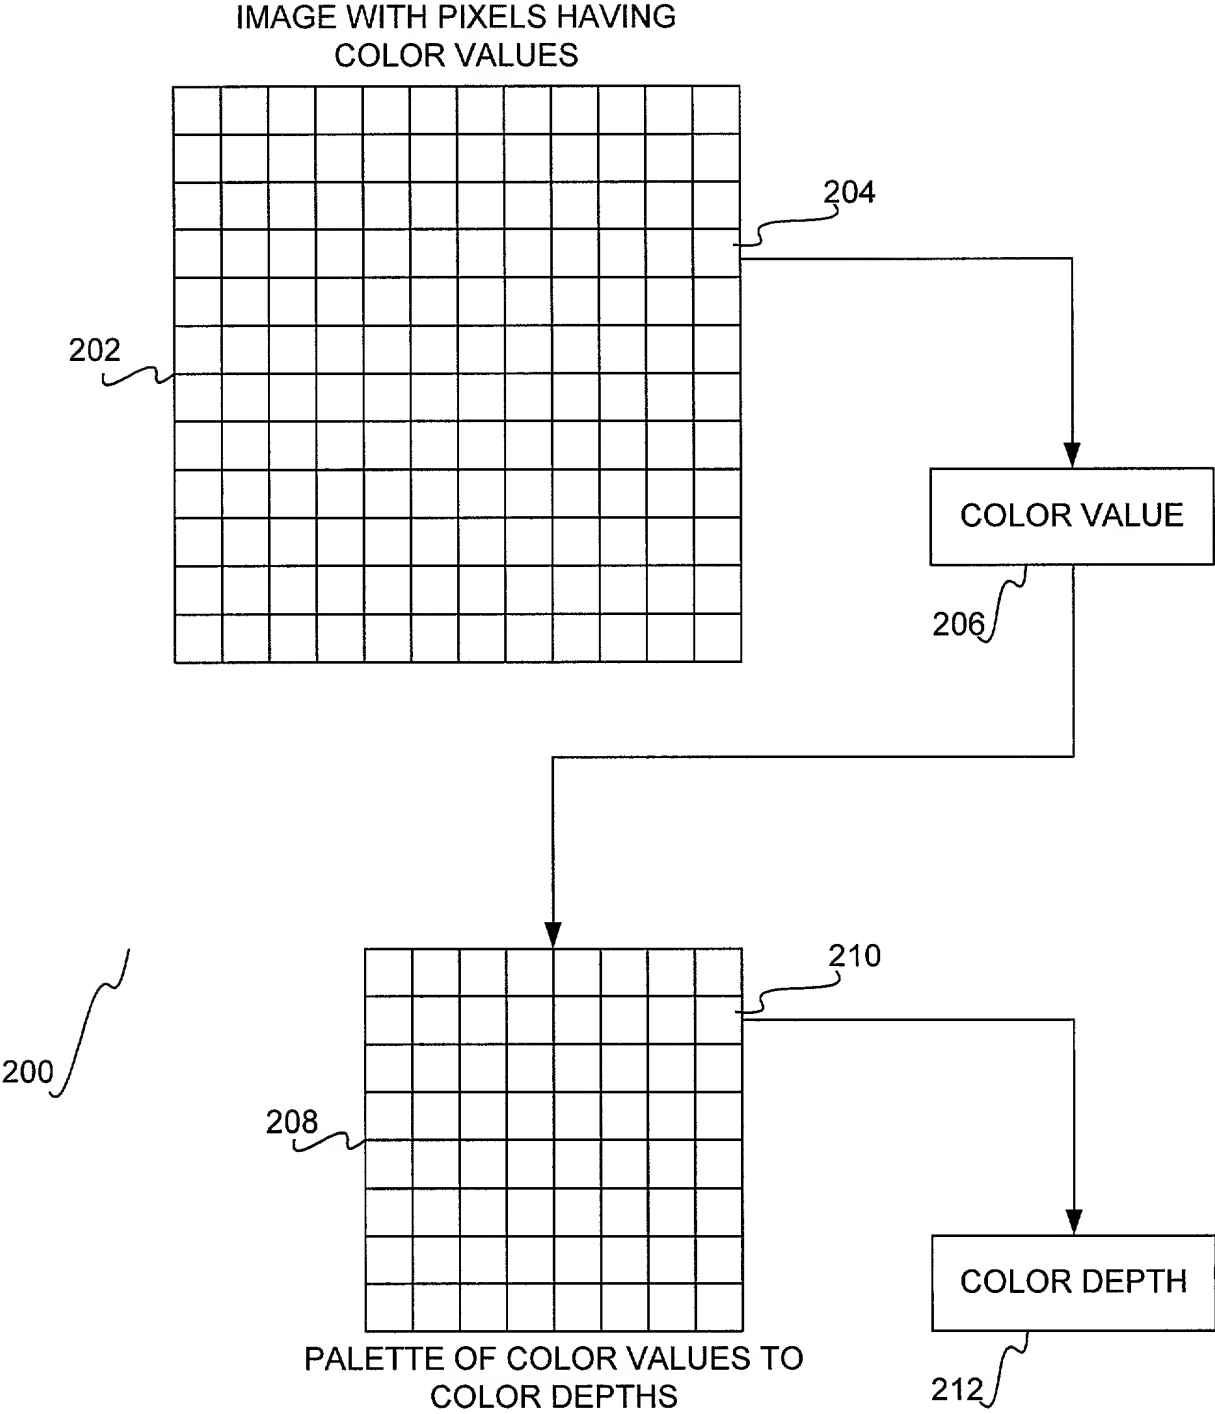 IMAGE WITH PIXELS HAVING
COLOR VALUES
204
202
COLOR VALUE
206
210
200
208
COLOR DEPTH
PALETTE OF COLOR VALUES TO
COLOR DEPTHS
212